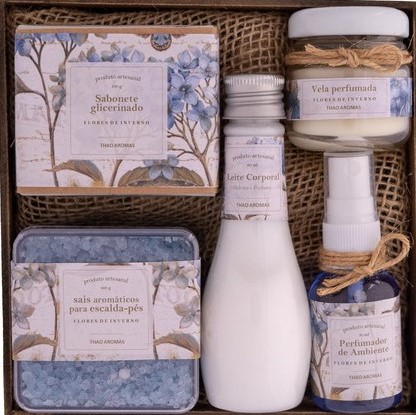 produto artesanal
Sabonete
glicerinado
FLORES DE INVERNO
THAO AROMAS
Vela perfumada
FLORES DE INVERNO
THAO AROMAS
produto artesanal
Leite Corporal
THAO AROMAS
produto artesanal
sais aromáticos
para escalda-pés
FLORES DE INVERNO
THAO AROMAS
produto artesanal
Perfumador
de Ambiente
FLORES DE INVERNO
THAO AROMAS